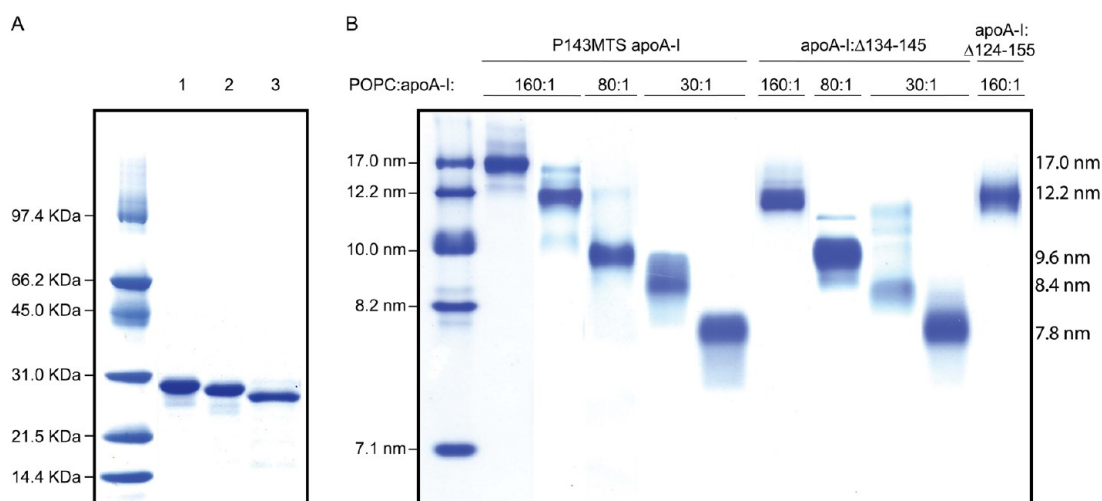 A
B
1 2 3
97.4 KDa
66.2 KDa
45.0 KDa
31.0 KDa
21.5 KDa
14.4 KDa
P143MTS apoA-I
apoA-I:Δ134-145
apoA-I:
Δ124-155
POPC:apoA-I: 160:1 80:1 30:1 160:1 80:1 30:1 160:1
17.0 nm
12.2 nm
10.0 nm
8.2 nm
7.1 nm
17.0 nm
12.2 nm
9.6 nm
8.4 nm
7.8 nm